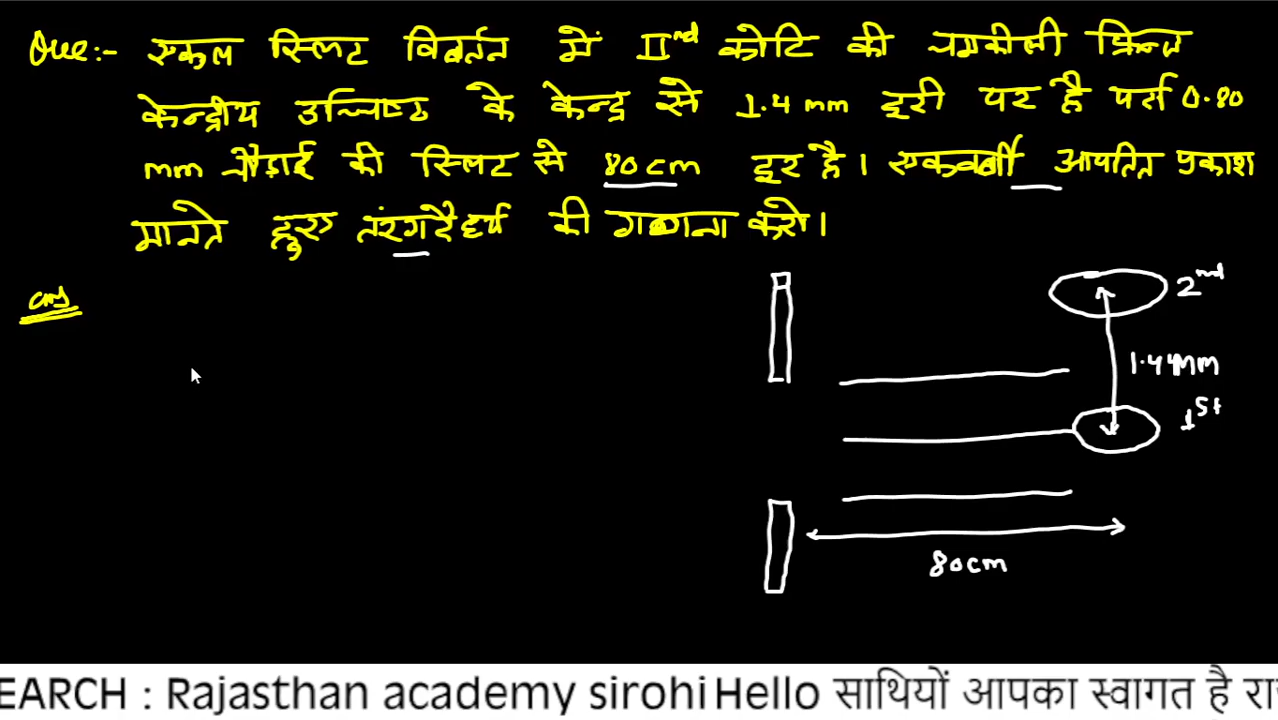 Que:- एकल स्लिट विवर्तन में IInd कोटि की चमकीली फ्रिन्ज
केन्द्रीय उच्चिष्ठ के केन्द्र से 1.4 mm दूरी पर है पर्दा 0.80
mm चौड़ाई की स्लिट से 80 cm दूर है। एकवर्णी आपतित प्रकाश
मानते हुए तरंगदैर्ध्य की गणना करो।
Ans
2nd
1.44mm
1st
80cm
EARCH : Rajasthan academy sirohi Hello साथियों आपका स्वागत है रा